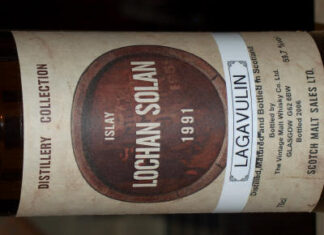 DISTILLERY COLLECTION
ISLAY
LOCHAN SOLAN
1991
LAGAVULIN
Distilled, Matured and Bottled in Scotland
Bottled by
The Vintage Malt Whisky Co. Ltd.
GLASGOW G62 6BW
Bottled 2006
SCOTCH MALT SALES LTD.
70cl